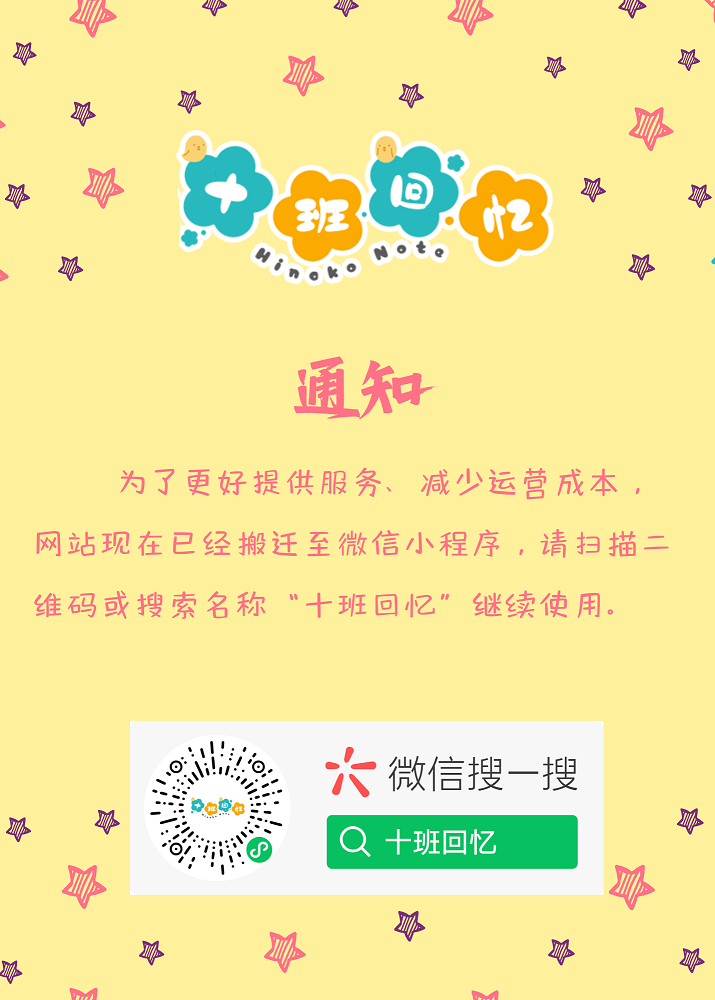 十班回忆
Hinoko Note
通知
为了更好提供服务、减少运营成本，
网站现在已经搬迁至微信小程序，请扫描二
维码或搜索名称“十班回忆”继续使用。
微信搜一搜
十班回忆